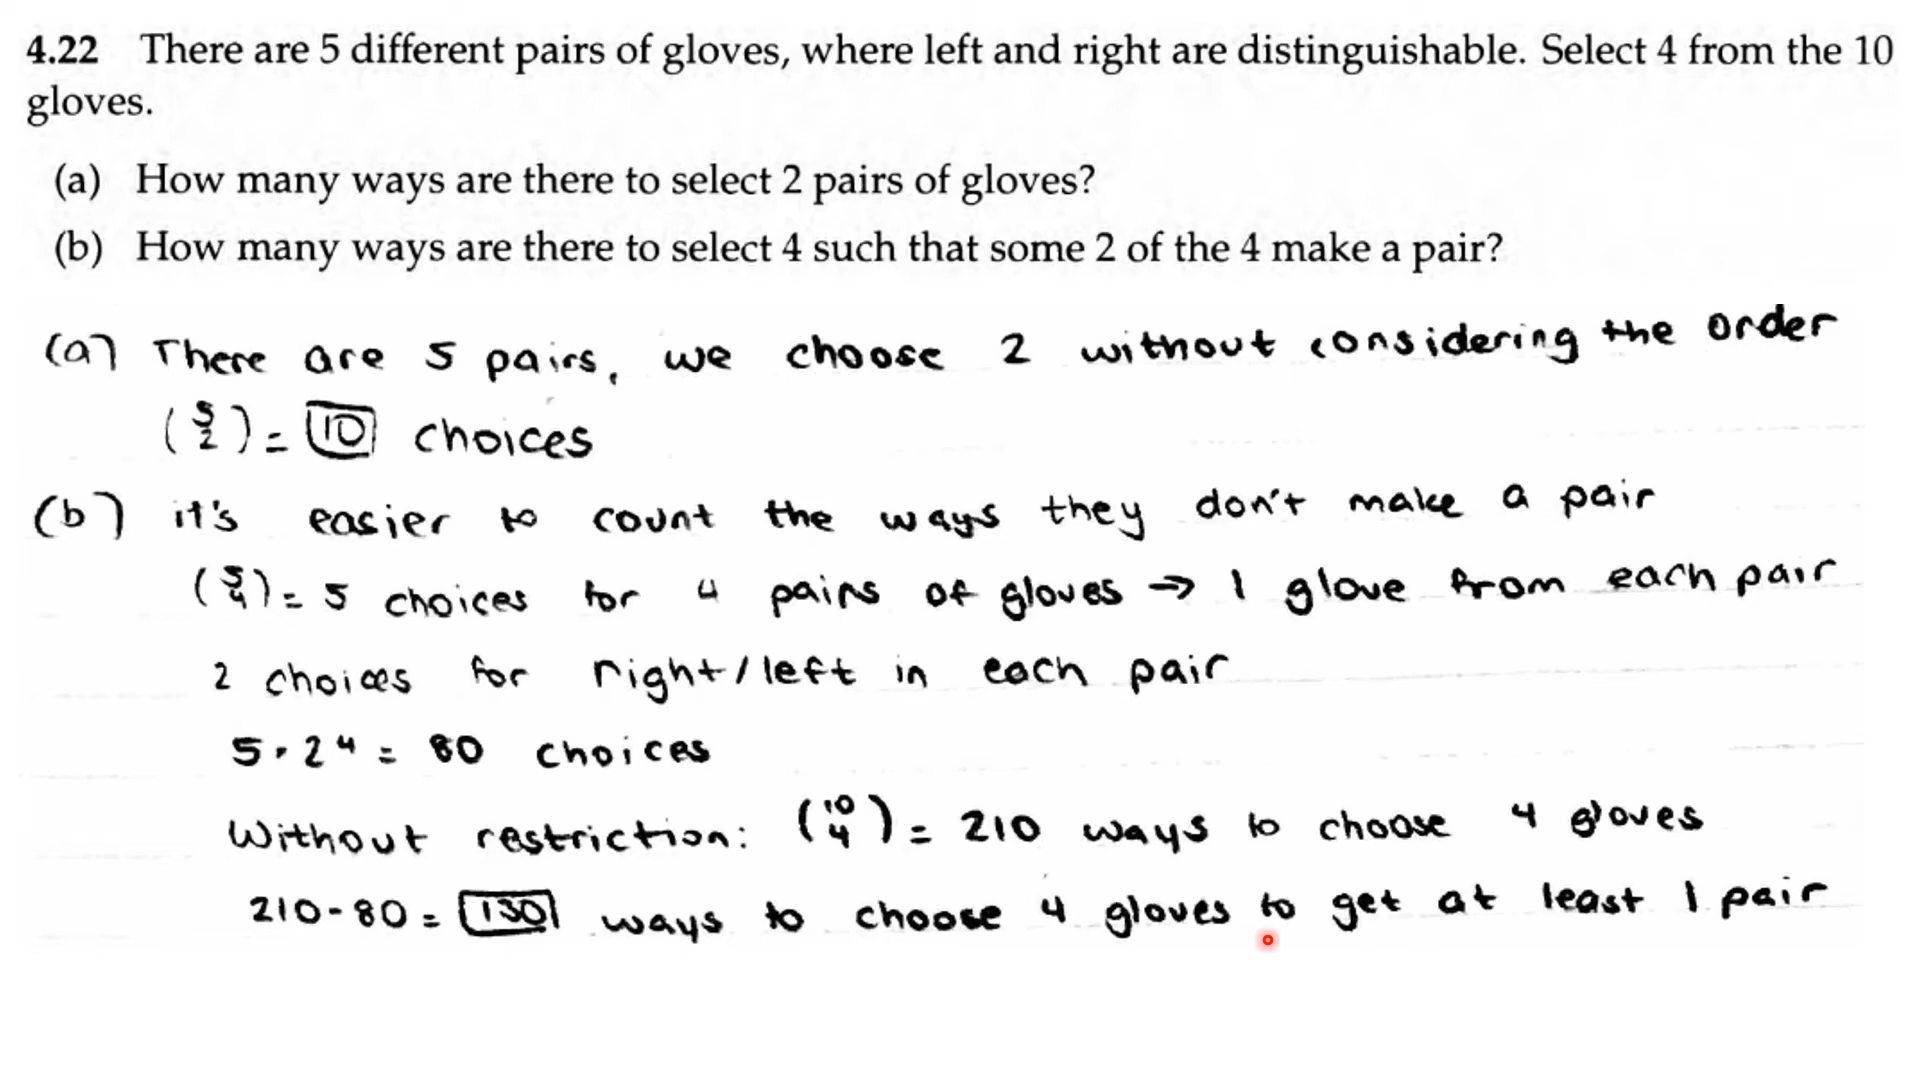 4.22 There are 5 different pairs of gloves, where left and right are distinguishable. Select 4 from the 10
gloves.
(a) How many ways are there to select 2 pairs of gloves?
(b) How many ways are there to select 4 such that some 2 of the 4 make a pair?
(a) There are 5 pairs, we choose 2 without considering the order
(5 2) = 10 choices
(b) it's easier to count the ways they don't make a pair
(5 4) = 5 choices for 4 pairs of gloves → 1 glove from each pair
2 choices for right/left in each pair
5 · 2⁴ = 80 choices
Without restriction: (10 4) = 210 ways to choose 4 gloves
210 - 80 = 130 ways to choose 4 gloves to get at least 1 pair